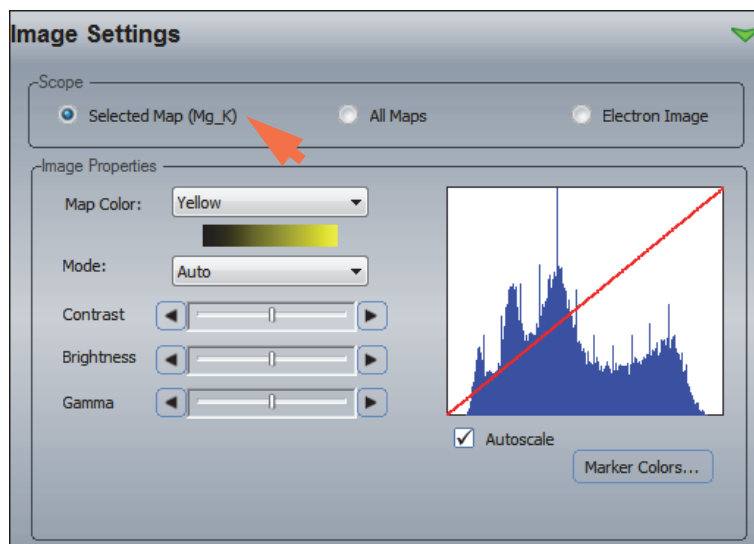 Image Settings
Scope
Selected Map (Mg_K)
All Maps
Electron Image
Image Properties
Map Color:
Yellow
Mode:
Auto
Contrast
Brightness
Gamma
Autoscale
Marker Colors...